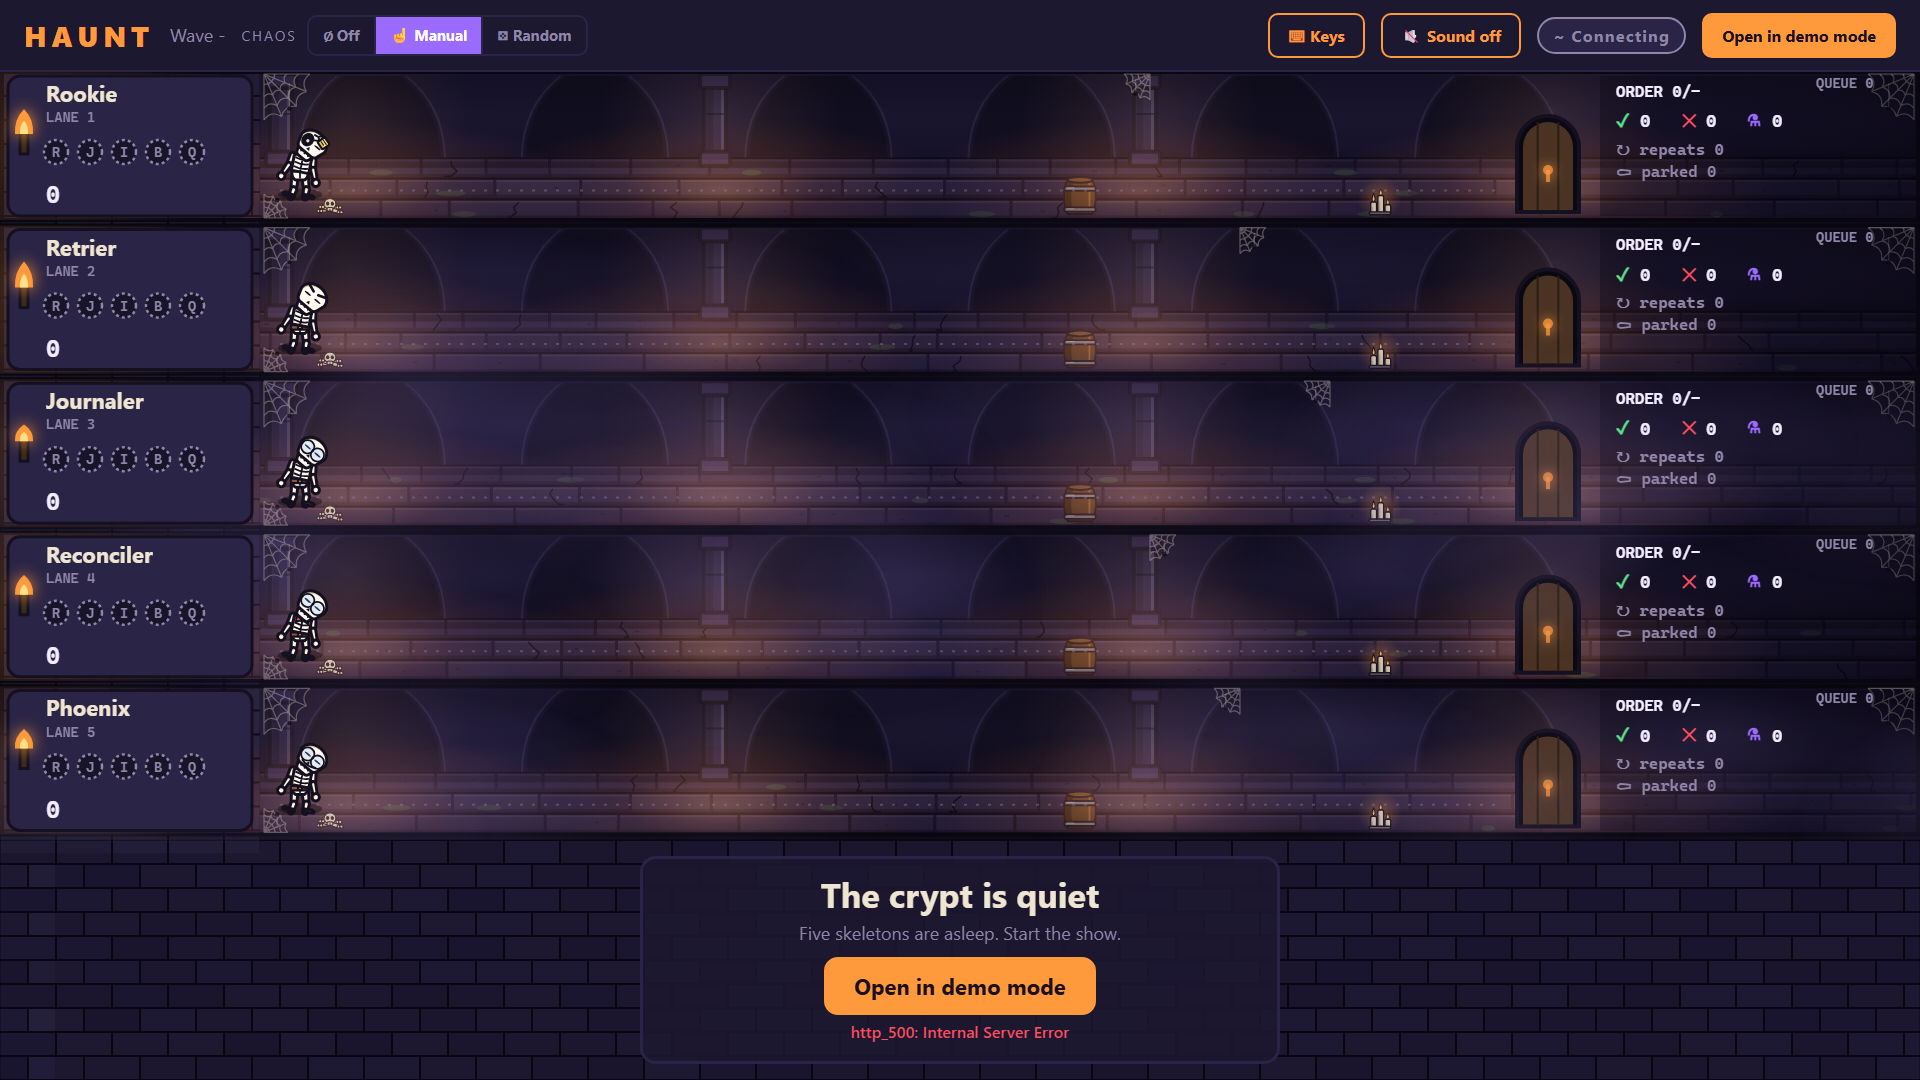 HAUNT Wave - CHAOS Ø Off Manual Random Keys Sound off ~ Connecting Open in demo mode
Rookie
LANE 1
R J I B Q
0
ORDER 0/–
QUEUE 0
✓ 0 ✕ 0 ⚗ 0
↻ repeats 0
parked 0
Retrier
LANE 2
R J I B Q
0
ORDER 0/–
QUEUE 0
✓ 0 ✕ 0 ⚗ 0
↻ repeats 0
parked 0
Journaler
LANE 3
R J I B Q
0
ORDER 0/–
QUEUE 0
✓ 0 ✕ 0 ⚗ 0
↻ repeats 0
parked 0
Reconciler
LANE 4
R J I B Q
0
ORDER 0/–
QUEUE 0
✓ 0 ✕ 0 ⚗ 0
↻ repeats 0
parked 0
Phoenix
LANE 5
R J I B Q
0
ORDER 0/–
QUEUE 0
✓ 0 ✕ 0 ⚗ 0
↻ repeats 0
parked 0
The crypt is quiet
Five skeletons are asleep. Start the show.
Open in demo mode
http_500: Internal Server Error